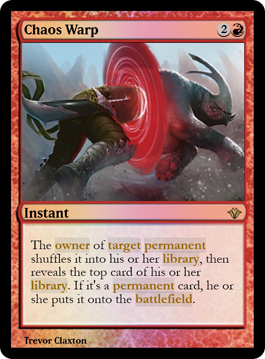 Chaos Warp 2
Instant
The owner of target permanent
shuffles it into his or her library, then
reveals the top card of his or her
library. If it's a permanent card, he or
she puts it onto the battlefield.
Trevor Claxton